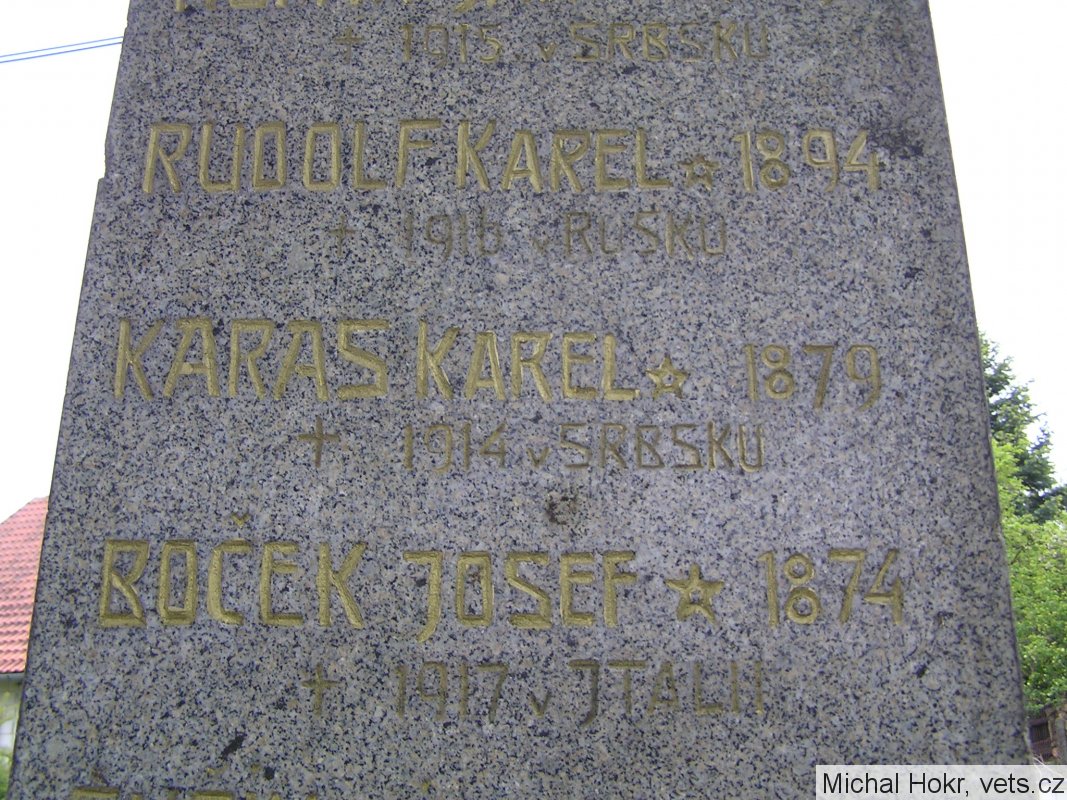 ✝ 1915 v SRBSKU
RUDOLF KAREL ☆ 1894
✝ 1916 v RUSKU
KARAS KAREL ☆ 1879
✝ 1914 v SRBSKU
BOČEK JOSEF ☆ 1874
✝ 1917 v JTALII
Michal Hokr, vets.cz